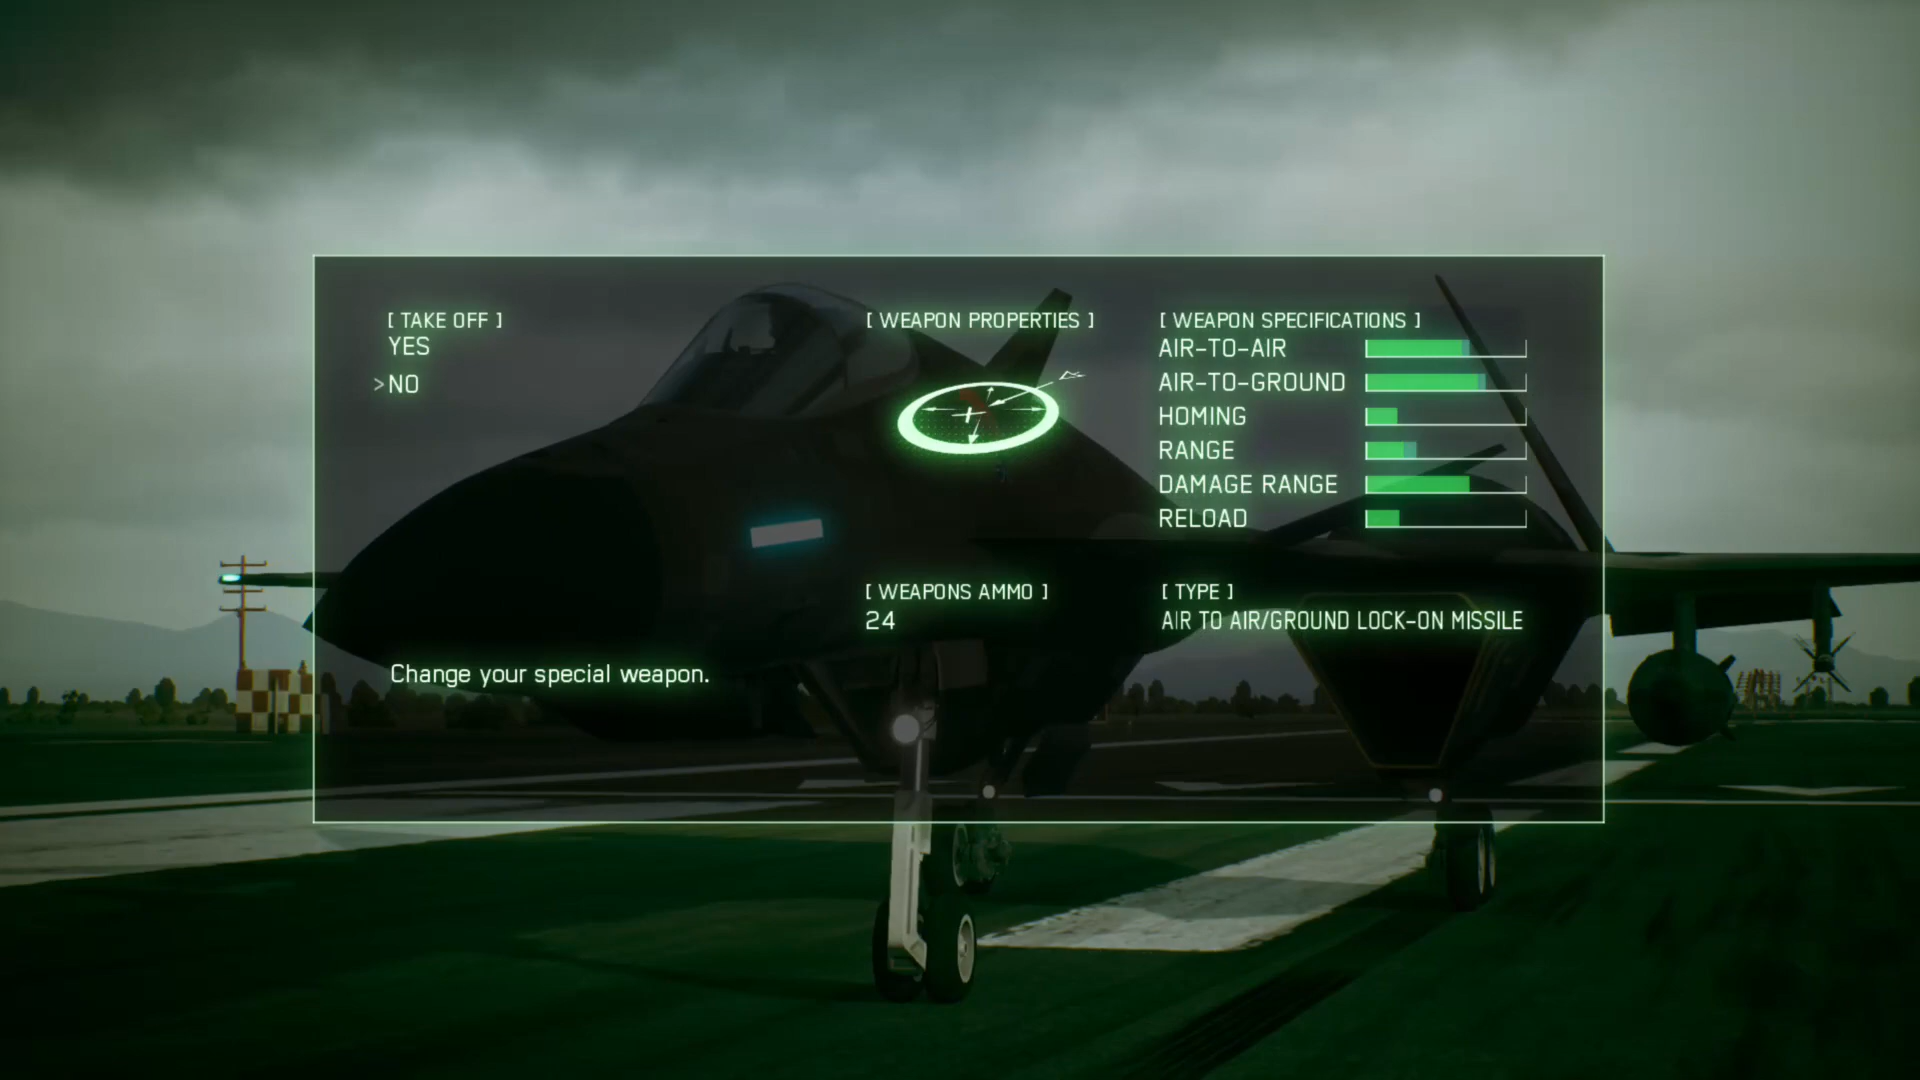 [ TAKE OFF ]
YES
>NO
Change your special weapon.
[ WEAPON PROPERTIES ]
[ WEAPONS AMMO ]
24
[ WEAPON SPECIFICATIONS ]
AIR-TO-AIR
AIR-TO-GROUND
HOMING
RANGE
DAMAGE RANGE
RELOAD
[ TYPE ]
AIR TO AIR/GROUND LOCK-ON MISSILE